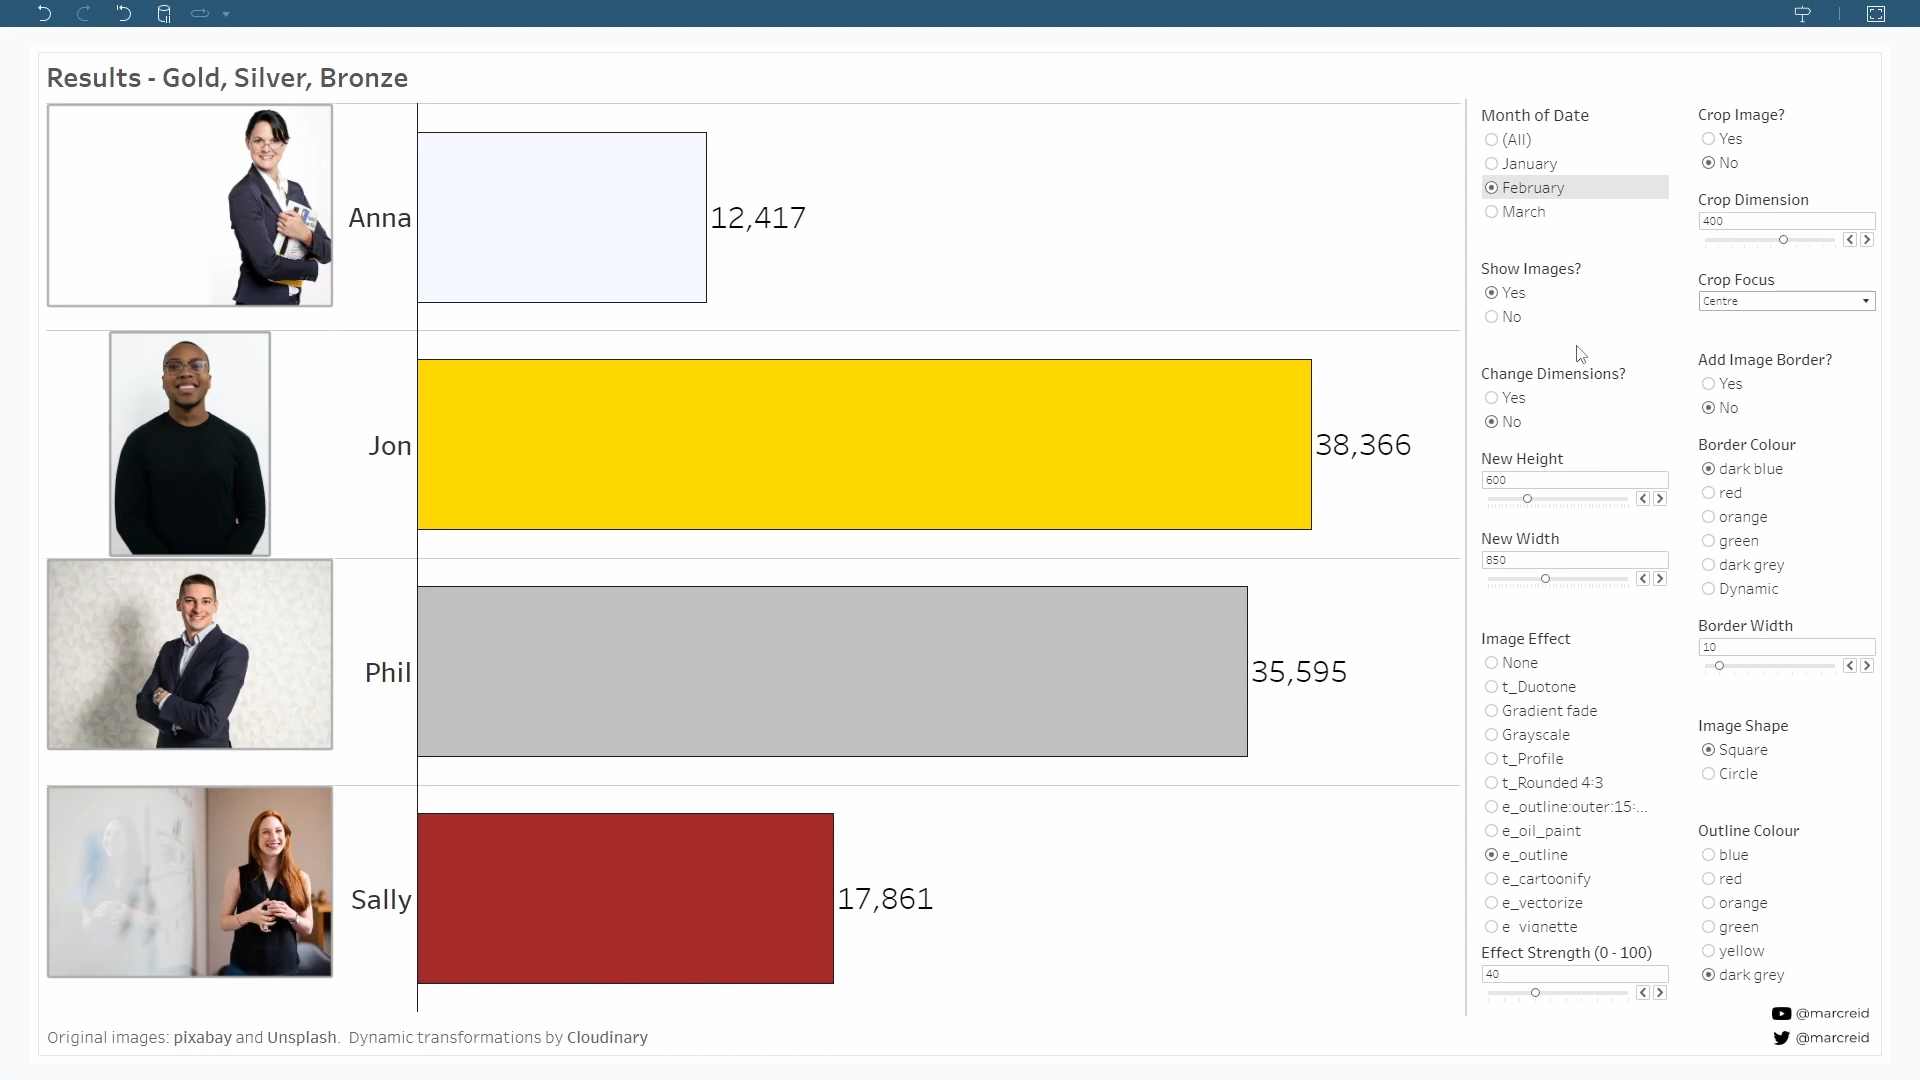 Results - Gold, Silver, Bronze
Anna
12,417
Jon
38,366
Phil
35,595
Sally
17,861
Original images: pixabay and Unsplash. Dynamic transformations by Cloudinary
Month of Date
(All)
January
February
March
Show Images?
Yes
No
Change Dimensions?
Yes
No
New Height
600
New Width
850
Image Effect
None
t_Duotone
Gradient fade
Grayscale
t_Profile
t_Rounded 4:3
e_outline:outer:15:...
e_oil_paint
e_outline
e_cartoonify
e_vectorize
e_vignette
Effect Strength (0 - 100)
40
Crop Image?
Yes
No
Crop Dimension
400
Crop Focus
Centre
Add Image Border?
Yes
No
Border Colour
dark blue
red
orange
green
dark grey
Dynamic
Border Width
10
Image Shape
Square
Circle
Outline Colour
blue
red
orange
green
yellow
dark grey
@marcreid
@marcreid